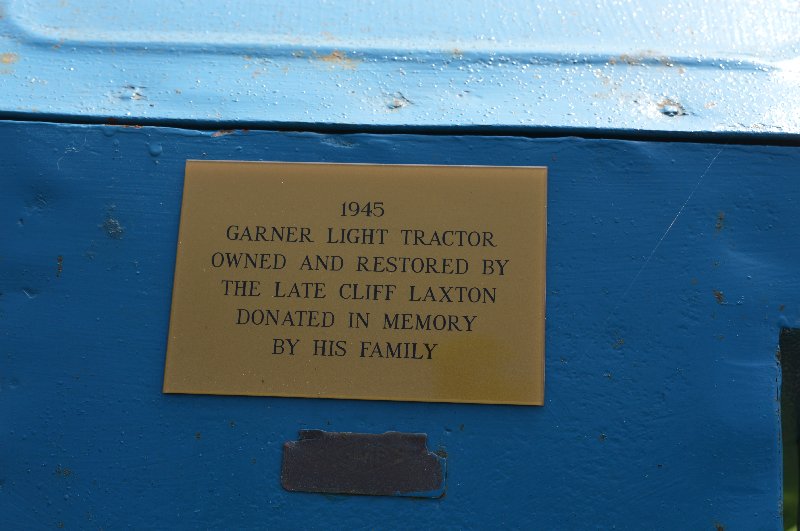 1945
GARNER LIGHT TRACTOR
OWNED AND RESTORED BY
THE LATE CLIFF LAXTON
DONATED IN MEMORY
BY HIS FAMILY